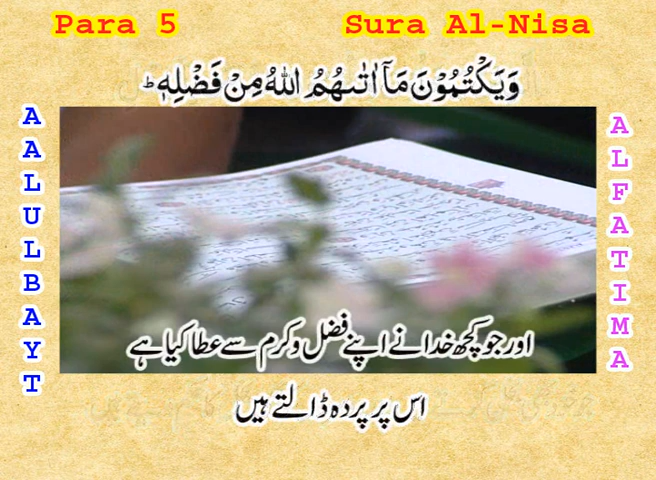 Para 5 Sura Al-Nisa
وَيَكْتُمُوْنَ مَاۤ اٰتٰىهُمُ اللّٰهُ مِنْ فَضْلِهٖ ؕ
AALULBAYT
ALFATIMA
اور جو کچھ خدا نے اپنے فضل و کرم سے عطا کیا ہے
اس پر پردہ ڈالتے ہیں